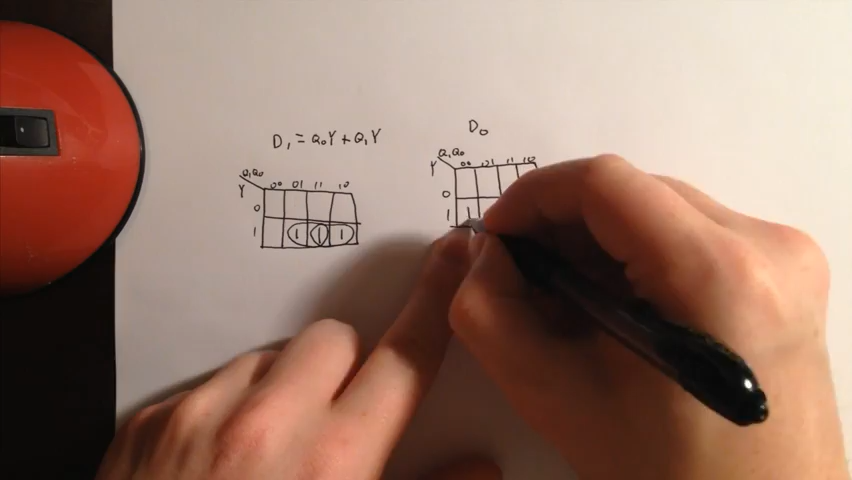 D₁ = Q₀Y + Q₁Y
Q₁Q₀
Y 00 01 11 10
0
1 1 1 1
D₀
Q₁Q₀
Y 00 01 11 10
0
1 1